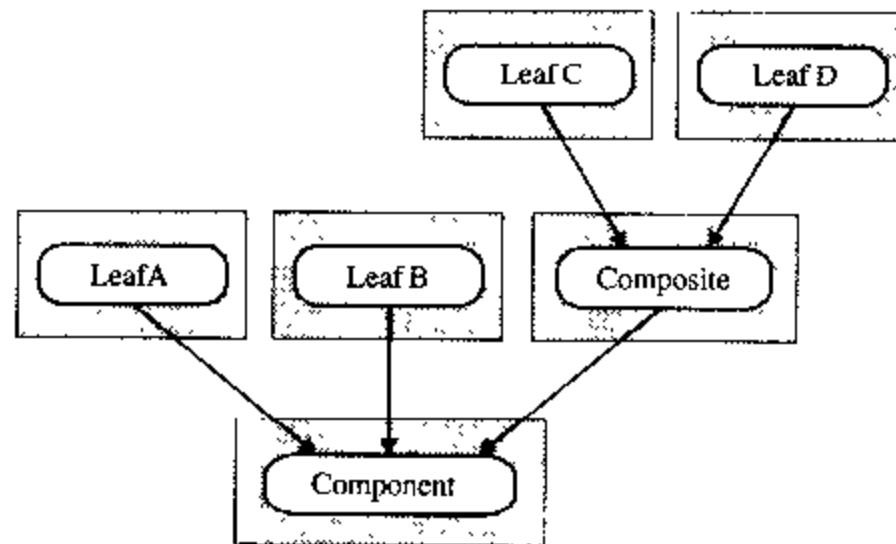 Leaf C
Leaf D
LeafA
Leaf B
Composite
Component